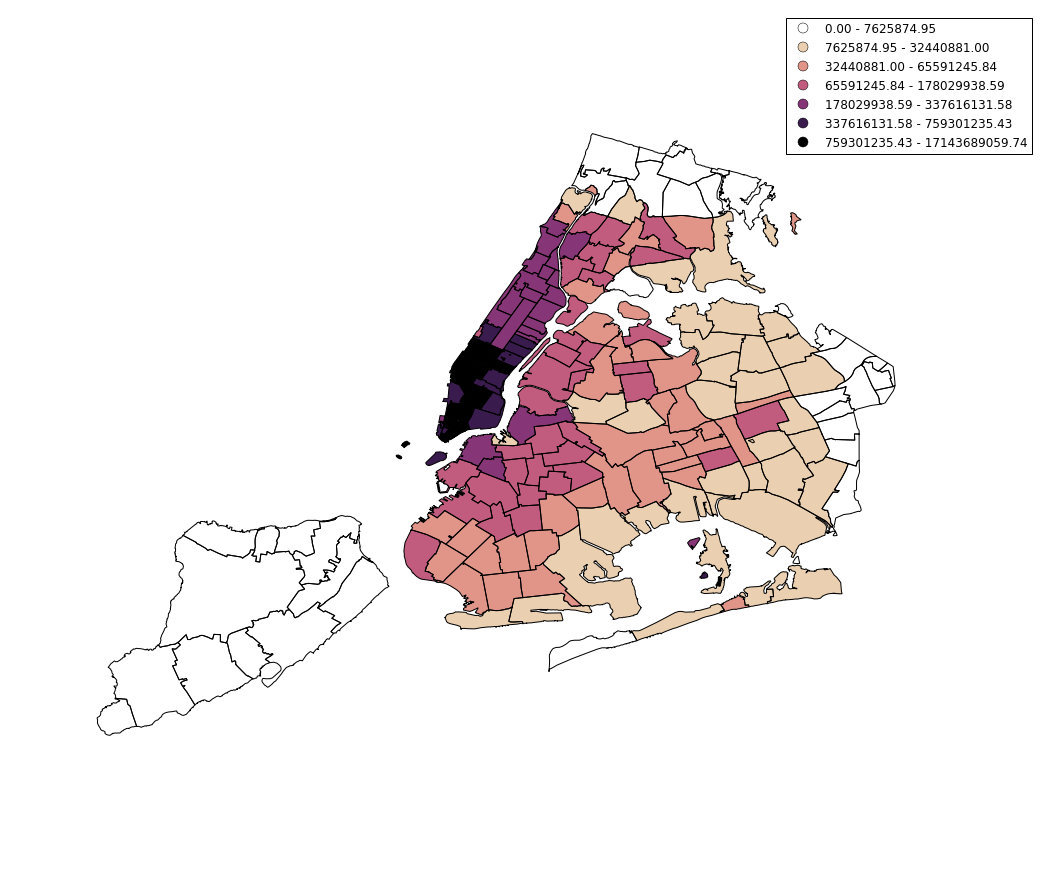 0.00 - 7625874.95
7625874.95 - 32440881.00
32440881.00 - 65591245.84
65591245.84 - 178029938.59
178029938.59 - 337616131.58
337616131.58 - 759301235.43
759301235.43 - 17143689059.74